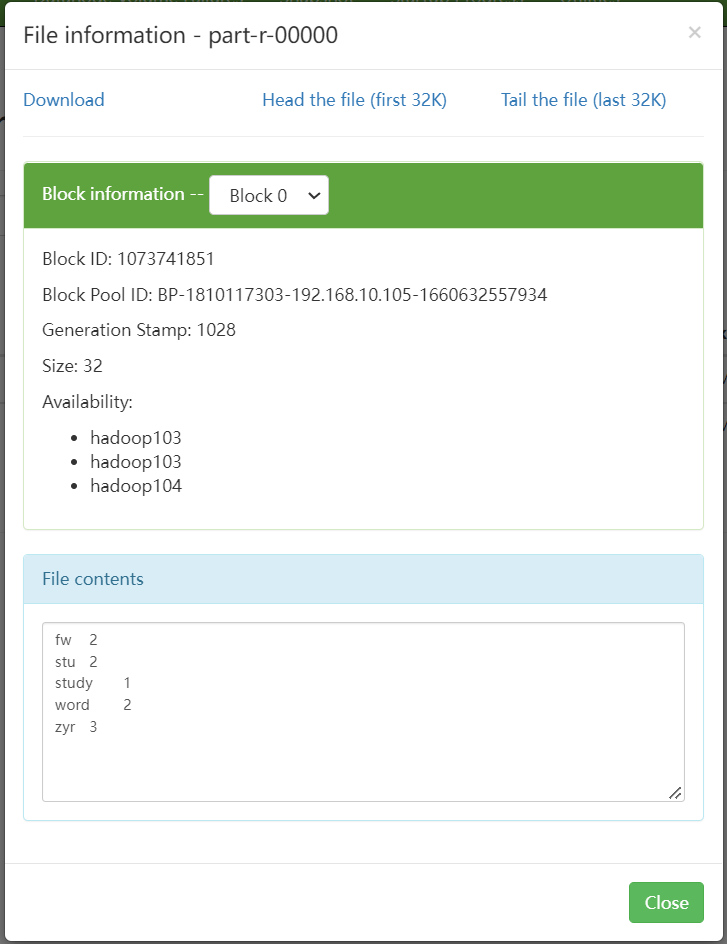 File information - part-r-00000 ×
Download Head the file (first 32K) Tail the file (last 32K)
Block information -- Block 0
Block ID: 1073741851
Block Pool ID: BP-1810117303-192.168.10.105-1660632557934
Generation Stamp: 1028
Size: 32
Availability:
• hadoop103
• hadoop103
• hadoop104
File contents
fw 2
stu 2
study 1
word 2
zyr 3
Close